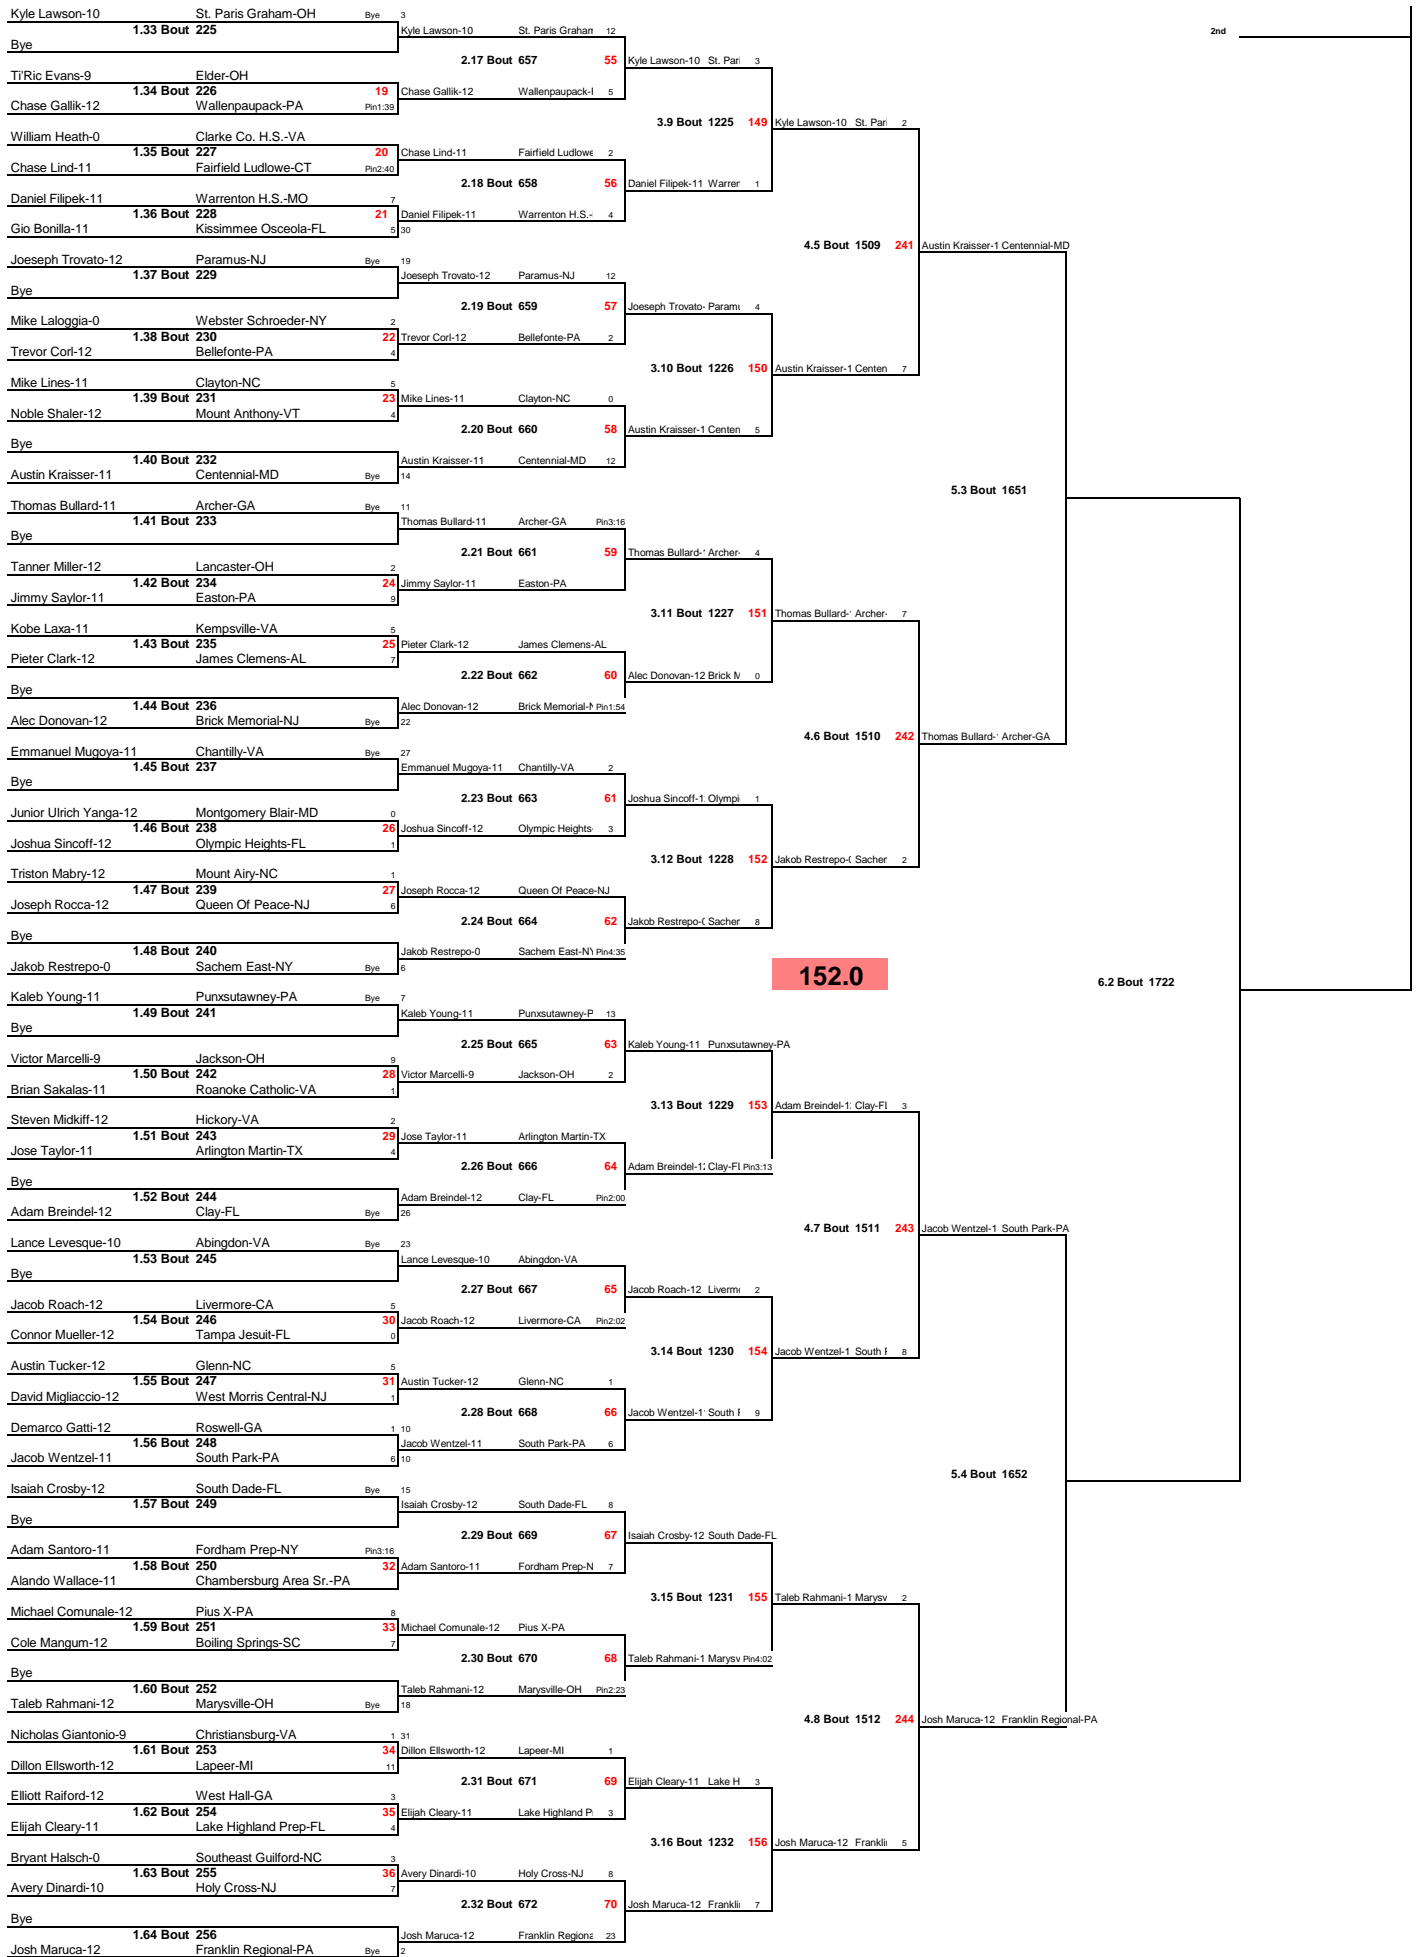 Kyle Lawson-10 St. Paris Graham-OH Bye 3
1.33 Bout 225
Bye
Ti'Ric Evans-9 Elder-OH
1.34 Bout 226 19
Chase Gallik-12 Wallenpaupack-PA Pin1:39
William Heath-0 Clarke Co. H.S.-VA
1.35 Bout 227 20
Chase Lind-11 Fairfield Ludlowe-CT Pin2:40
Daniel Filipek-11 Warrenton H.S.-MO 7
1.36 Bout 228 21
Gio Bonilla-11 Kissimmee Osceola-FL 5 30
Joeseph Trovato-12 Paramus-NJ Bye 19
1.37 Bout 229
Bye
Mike Laloggia-0 Webster Schroeder-NY 2
1.38 Bout 230 22
Trevor Corl-12 Bellefonte-PA 4
Mike Lines-11 Clayton-NC 5
1.39 Bout 231 23
Noble Shaler-12 Mount Anthony-VT 4
Bye
1.40 Bout 232
Austin Kraisser-11 Centennial-MD Bye 14
Thomas Bullard-11 Archer-GA Bye 11
1.41 Bout 233
Bye
Tanner Miller-12 Lancaster-OH 2
1.42 Bout 234 24
Jimmy Saylor-11 Easton-PA 9
Kobe Laxa-11 Kempsville-VA 5
1.43 Bout 235 25
Pieter Clark-12 James Clemens-AL 7
Bye
1.44 Bout 236
Alec Donovan-12 Brick Memorial-NJ Bye 22
Emmanuel Mugoya-11 Chantilly-VA Bye 27
1.45 Bout 237
Bye
Junior Ulrich Yanga-12 Montgomery Blair-MD 0
1.46 Bout 238 26
Joshua Sincoff-12 Olympic Heights-FL 1
Triston Mabry-12 Mount Airy-NC 1
1.47 Bout 239 27
Joseph Rocca-12 Queen Of Peace-NJ 6
Bye
1.48 Bout 240
Jakob Restrepo-0 Sachem East-NY Bye 6
Kaleb Young-11 Punxsutawney-PA Bye 7
1.49 Bout 241
Bye
Victor Marcelli-9 Jackson-OH 9
1.50 Bout 242 28
Brian Sakalas-11 Roanoke Catholic-VA 1
Steven Midkiff-12 Hickory-VA 2
1.51 Bout 243 29
Jose Taylor-11 Arlington Martin-TX 4
Bye
1.52 Bout 244
Adam Breindel-12 Clay-FL Bye 26
Lance Levesque-10 Abingdon-VA Bye 23
1.53 Bout 245
Bye
Jacob Roach-12 Livermore-CA 5
1.54 Bout 246 30
Connor Mueller-12 Tampa Jesuit-FL 0
Austin Tucker-12 Glenn-NC 5
1.55 Bout 247 31
David Migliaccio-12 West Morris Central-NJ 1
Demarco Gatti-12 Roswell-GA 1 10
1.56 Bout 248
Jacob Wentzel-11 South Park-PA 6 10
Isaiah Crosby-12 South Dade-FL Bye 15
1.57 Bout 249
Bye
Adam Santoro-11 Fordham Prep-NY Pin3:16
1.58 Bout 250 32
Alando Wallace-11 Chambersburg Area Sr.-PA
Michael Comunale-12 Pius X-PA 8
1.59 Bout 251 33
Cole Mangum-12 Boiling Springs-SC 7
Bye
1.60 Bout 252
Taleb Rahmani-12 Marysville-OH Bye 18
Nicholas Giantonio-9 Christiansburg-VA 1 31
1.61 Bout 253 34
Dillon Ellsworth-12 Lapeer-MI 11
Elliott Raiford-12 West Hall-GA 3
1.62 Bout 254 35
Elijah Cleary-11 Lake Highland Prep-FL 4
Bryant Halsch-0 Southeast Guilford-NC 3
1.63 Bout 255 36
Avery Dinardi-10 Holy Cross-NJ 7
Bye
1.64 Bout 256
Josh Maruca-12 Franklin Regional-PA Bye 2
Kyle Lawson-10 St. Paris Graham 12
2.17 Bout 657 55
Chase Gallik-12 Wallenpaupack- 5
Chase Lind-11 Fairfield Ludlowe 2
2.18 Bout 658 56
Daniel Filipek-11 Warrenton H.S.- 4
Joeseph Trovato-12 Paramus-NJ 12
2.19 Bout 659 57
Trevor Corl-12 Bellefonte-PA 2
Mike Lines-11 Clayton-NC 0
2.20 Bout 660 58
Austin Kraisser-11 Centennial-MD 12
Thomas Bullard-11 Archer-GA Pin3:16
2.21 Bout 661 59
Jimmy Saylor-11 Easton-PA
Pieter Clark-12 James Clemens-AL
2.22 Bout 662 60
Alec Donovan-12 Brick Memorial- Pin1:54
Emmanuel Mugoya-11 Chantilly-VA 2
2.23 Bout 663 61
Joshua Sincoff-12 Olympic Heights- 3
Joseph Rocca-12 Queen Of Peace-NJ
2.24 Bout 664 62
Jakob Restrepo-0 Sachem East-NY Pin4:35
Kaleb Young-11 Punxsutawney-P 13
2.25 Bout 665 63
Victor Marcelli-9 Jackson-OH 2
Jose Taylor-11 Arlington Martin-TX
2.26 Bout 666 64
Adam Breindel-12 Clay-FL Pin2:00
Lance Levesque-10 Abingdon-VA
2.27 Bout 667 65
Jacob Roach-12 Livermore-CA Pin2:02
Austin Tucker-12 Glenn-NC 1
2.28 Bout 668 66
Jacob Wentzel-11 South Park-PA 6
Isaiah Crosby-12 South Dade-FL 8
2.29 Bout 669 67
Adam Santoro-11 Fordham Prep-N 7
Michael Comunale-12 Pius X-PA
2.30 Bout 670 68
Taleb Rahmani-12 Marysville-OH Pin2:23
Dillon Ellsworth-12 Lapeer-MI 1
2.31 Bout 671 69
Elijah Cleary-11 Lake Highland P 3
Avery Dinardi-10 Holy Cross-NJ 8
2.32 Bout 672 70
Josh Maruca-12 Franklin Regiona 23
Kyle Lawson-10 St. Pari 3
3.9 Bout 1225 149
Daniel Filipek-11 Warren 1
Joeseph Trovato- Paramu 4
3.10 Bout 1226 150
Austin Kraisser-1 Centen 5
Thomas Bullard- Archer- 4
3.11 Bout 1227 151
Alec Donovan-12 Brick M 0
Joshua Sincoff-1 Olympi 1
3.12 Bout 1228 152
Jakob Restrepo-0 Sachem 8
Kaleb Young-11 Punxsutawney-PA
3.13 Bout 1229 153
Adam Breindel-12 Clay-FL Pin3:13
Jacob Roach-12 Livermo 2
3.14 Bout 1230 154
Jacob Wentzel-1 South 9
Isaiah Crosby-12 South Dade-FL
3.15 Bout 1231 155
Taleb Rahmani-1 Marysv Pin4:02
Elijah Cleary-11 Lake H 3
3.16 Bout 1232 156
Josh Maruca-12 Frankli 7
Kyle Lawson-10 St. Pari 2
4.5 Bout 1509 241
Austin Kraisser-1 Centen 7
Thomas Bullard- Archer- 7
4.6 Bout 1510 242
Jakob Restrepo-0 Sachem 2
152.0
Adam Breindel-1 Clay-Fl 3
4.7 Bout 1511 243
Jacob Wentzel-1 South 8
Taleb Rahmani-1 Marysv 2
4.8 Bout 1512 244
Josh Maruca-12 Frankli 5
Austin Kraisser-1 Centennial-MD
5.3 Bout 1651
Thomas Bullard- Archer-GA
Jacob Wentzel-1 South Park-PA
5.4 Bout 1652
Josh Maruca-12 Franklin Regional-PA
6.2 Bout 1722
2nd